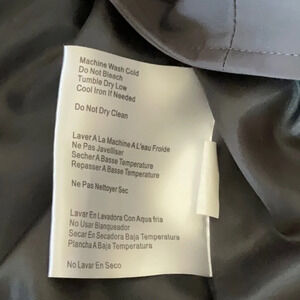 Machine Wash Cold
Do Not Bleach
Tumble Dry Low
Cool Iron If Needed
Do Not Dry Clean
Laver A La Machine A L'eau Froide
Ne Pas Javelliser
Secher A Basse Temperature
Repasser A Basse Temperature
Ne Pas Nettoyer Sec
Lavar En Lavadora Con Aqua fria
No Usar Blanqueador
Secar En Secadora Baja Temperatura
Plancha A Baja Temperatura
No Lavar En Seco